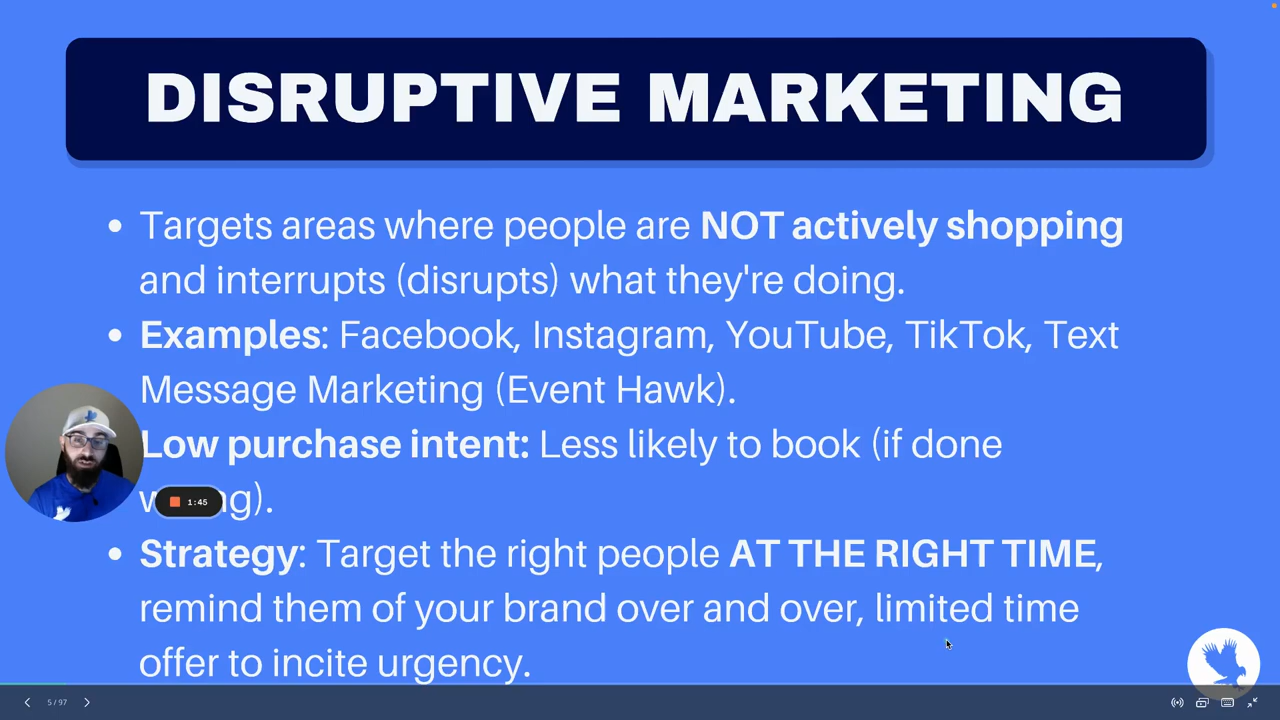 DISRUPTIVE MARKETING
• Targets areas where people are NOT actively shopping
and interrupts (disrupts) what they're doing.
• Examples: Facebook, Instagram, YouTube, TikTok, Text
Message Marketing (Event Hawk).
Low purchase intent: Less likely to book (if done
1:45
• Strategy: Target the right people AT THE RIGHT TIME,
remind them of your brand over and over, limited time
offer to incite urgency.
5 / 97